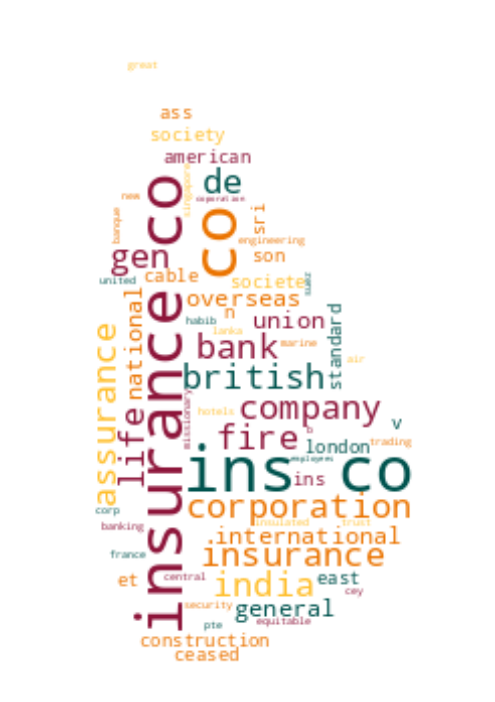 great
ass
society
american
de
corporation
singapore
new
insurance co
co
sri
banque
engineering
gen
son
cable
united
societe
suez
overseas
national
n
habib
union
lanka
standard
assurance
bank
marine
air
british
life
missionary
hotels
company
v
fire
b
london
trading
employees
ins co
ins
corporation
corp
banking
insulated
trust
.international
france
insurance
et
central
india
east
cey
security
general
pte
equitable
construction
ceased